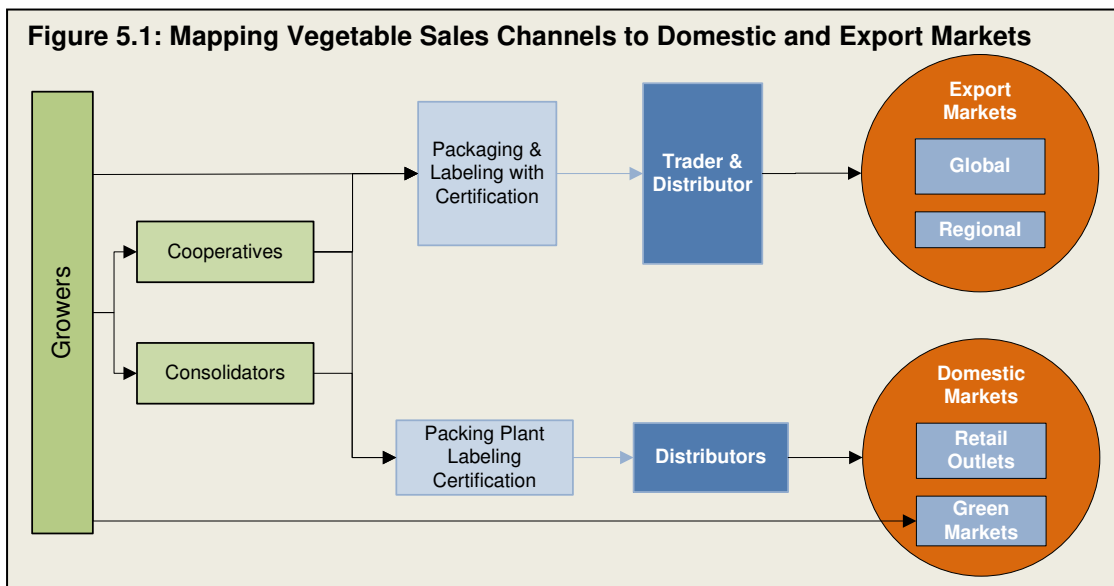 Figure 5.1: Mapping Vegetable Sales Channels to Domestic and Export Markets
Growers
Cooperatives
Consolidators
Packaging &
Labeling with
Certification
Trader &
Distributor
Export
Markets
Global
Regional
Packing Plant
Labeling
Certification
Distributors
Domestic
Markets
Retail
Outlets
Green
Markets